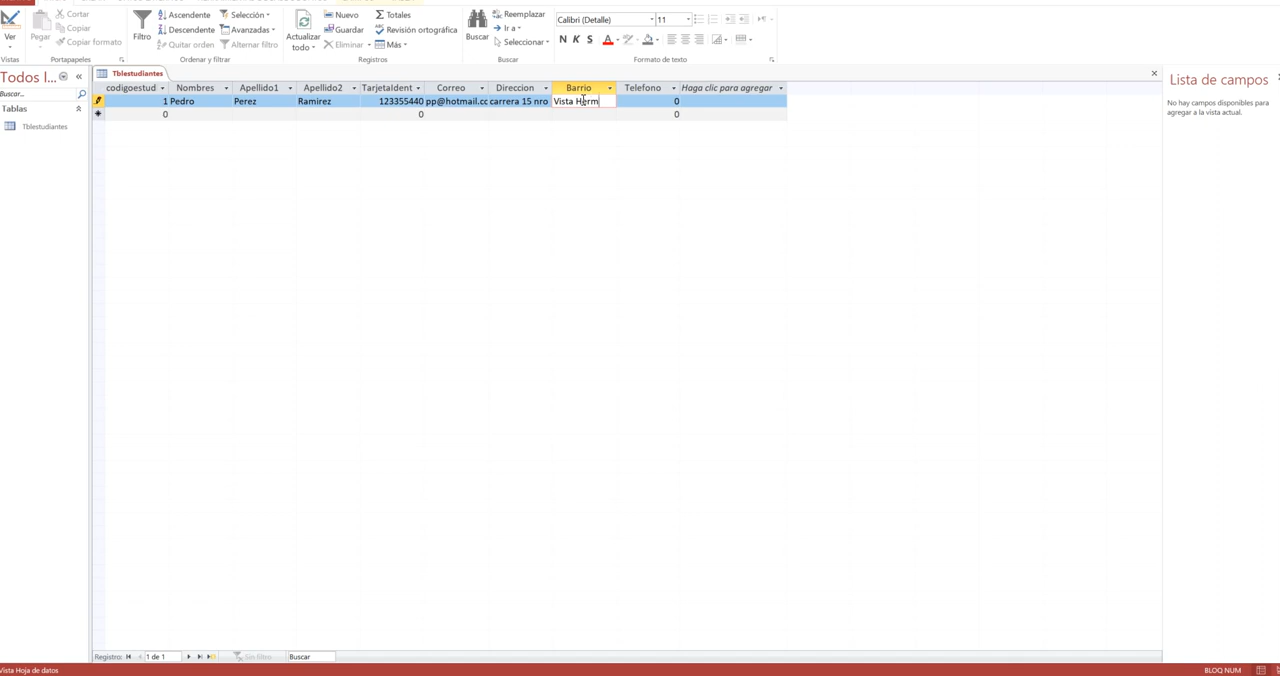 Cortar
Copiar
Copiar formato
Pegar
Ver
Vistas
Portapapeles
Filtro
Ascendente
Descendente
Quitar orden
Selección
Avanzadas
Alternar filtro
Ordenar y filtrar
Actualizar
todo
Nuevo
Guardar
Eliminar
Totales
Revisión ortográfica
Más
Registros
Buscar
Reemplazar
Ir a
Seleccionar
Buscar
Calibri (Detalle) 11
N K S A
Formato de texto
Todos l...
Buscar...
Tablas
Tblestudiantes
Tblestudiantes
codigoestud Nombres Apellido1 Apellido2 TarjetaIdent Correo Direccion Barrio Telefono Haga clic para agregar
1 Pedro Perez Ramirez 123355440 pp@hotmail.cc carrera 15 nro Vista Herm 0
0 0 0
Lista de campos
No hay campos disponibles para
agregar a la vista actual.
Registro: 1 de 1 Sin filtro Buscar
Vista Hoja de datos BLOQ NUM